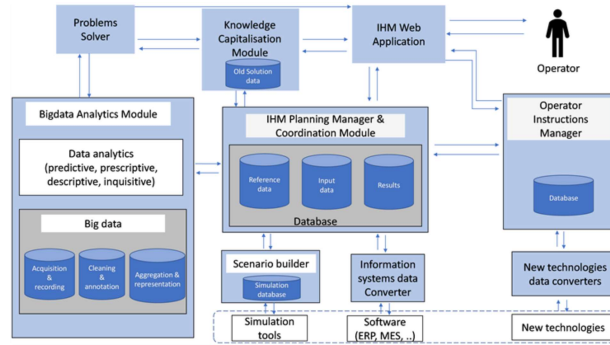 Problems
Solver
Knowledge
Capitalisation
Module
Old Solution
data
IHM Web
Application
Operator
Bigdata Analytics Module
Data analytics
(predictive, prescriptive,
descriptive, inquisitive)
Big data
Acquisition
&
recording
Cleaning
&
annotation
Aggregation &
representation
IHM Planning Manager &
Coordination Module
Reference
data
Input
data
Results
Database
Operator
Instructions
Manager
Database
Scenario builder
Simulation
database
Information
systems data
Converter
New technologies
data converters
Simulation
tools
Software
(ERP, MES, ..)
New technologies